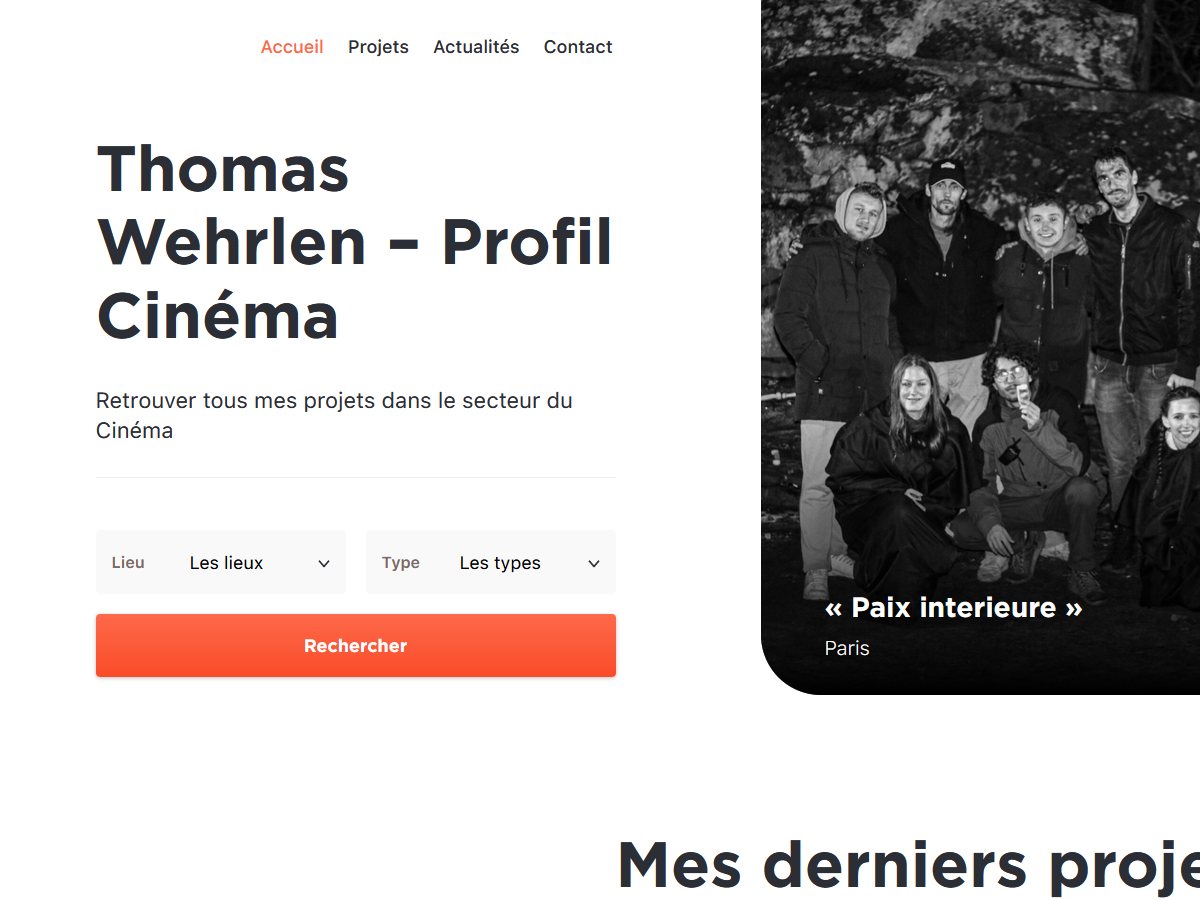 Accueil Projets Actualités Contact
Thomas
Wehrlen – Profil
Cinéma
Retrouver tous mes projets dans le secteur du
Cinéma
Lieu Les lieux Type Les types
Rechercher
« Paix interieure »
Paris
Mes derniers proje